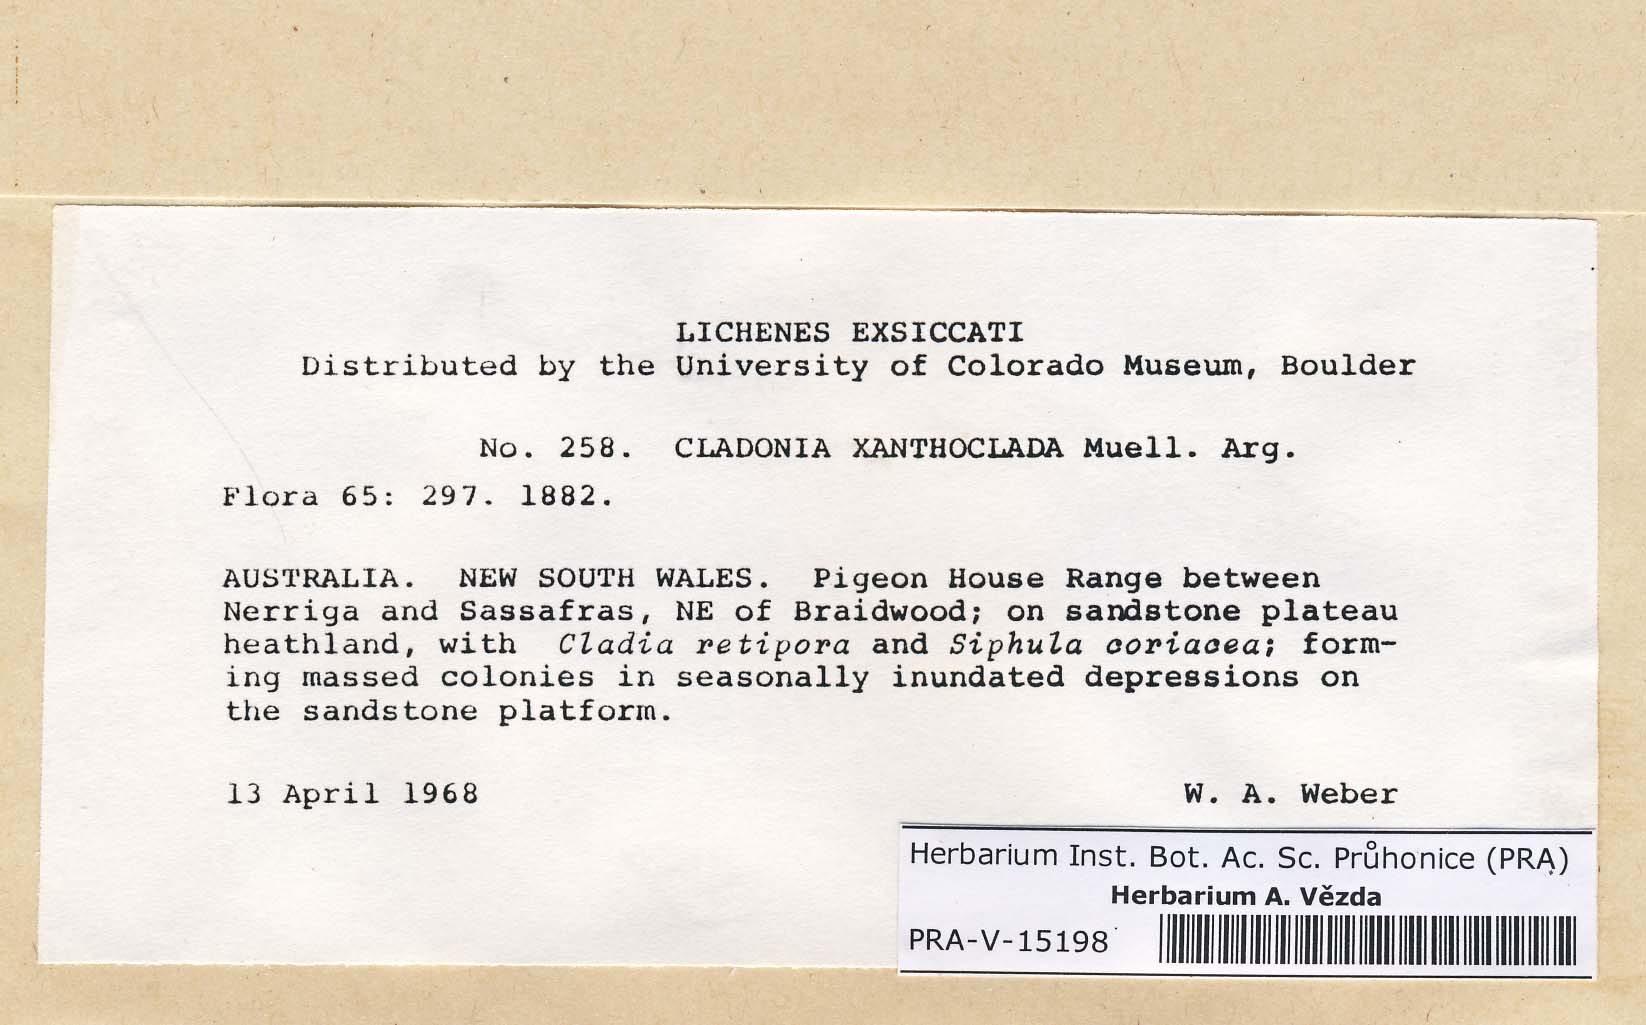 LICHENES EXSICCATI
Distributed by the University of Colorado Museum, Boulder
No. 258. CLADONIA XANTHOCLADA Muell. Arg.
Flora 65: 297. 1882.
AUSTRALIA. NEW SOUTH WALES. Pigeon House Range between
Nerriga and Sassafras, NE of Braidwood; on sandstone plateau
heathland, with Cladia retipora and Siphula coriacea; form-
ing massed colonies in seasonally inundated depressions on
the sandstone platform.
13 April 1968 W. A. Weber
Herbarium Inst. Bot. Ac. Sc. Průhonice (PRA)
Herbarium A. Vězda
PRA-V-15198